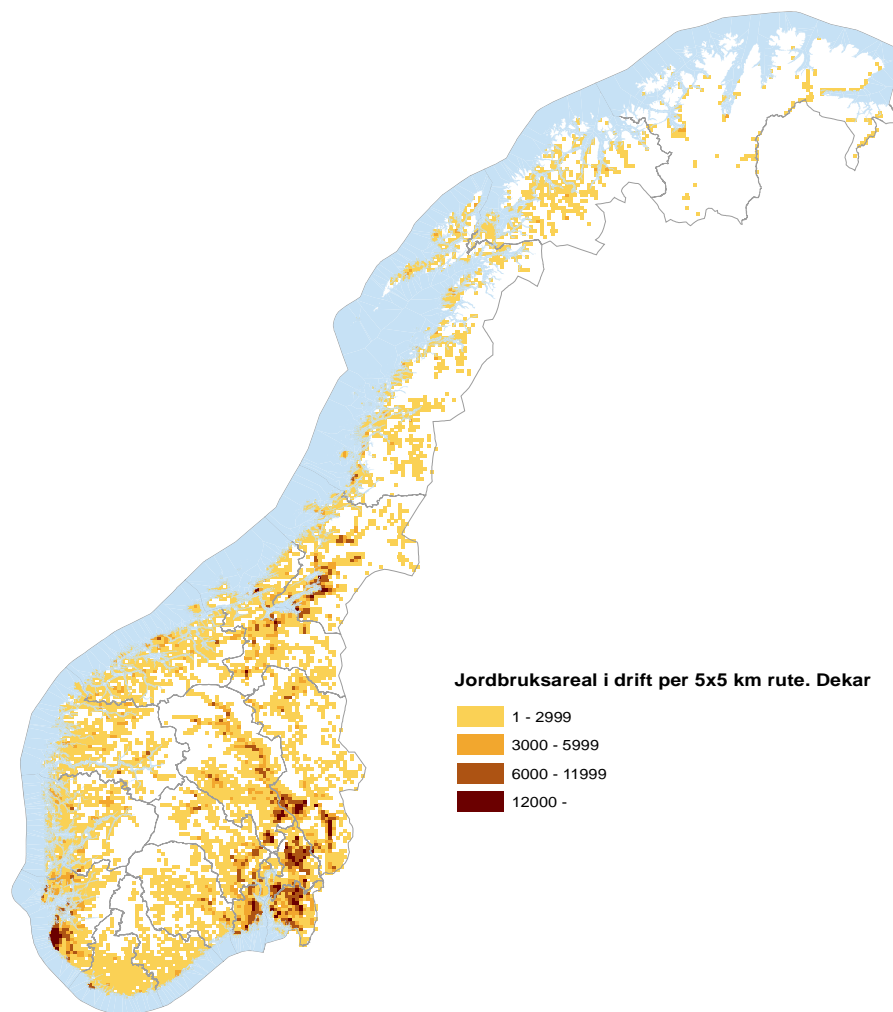 Jordbruksareal i drift per 5x5 km rute. Dekar
1 - 2999
3000 - 5999
6000 - 11999
12000 -